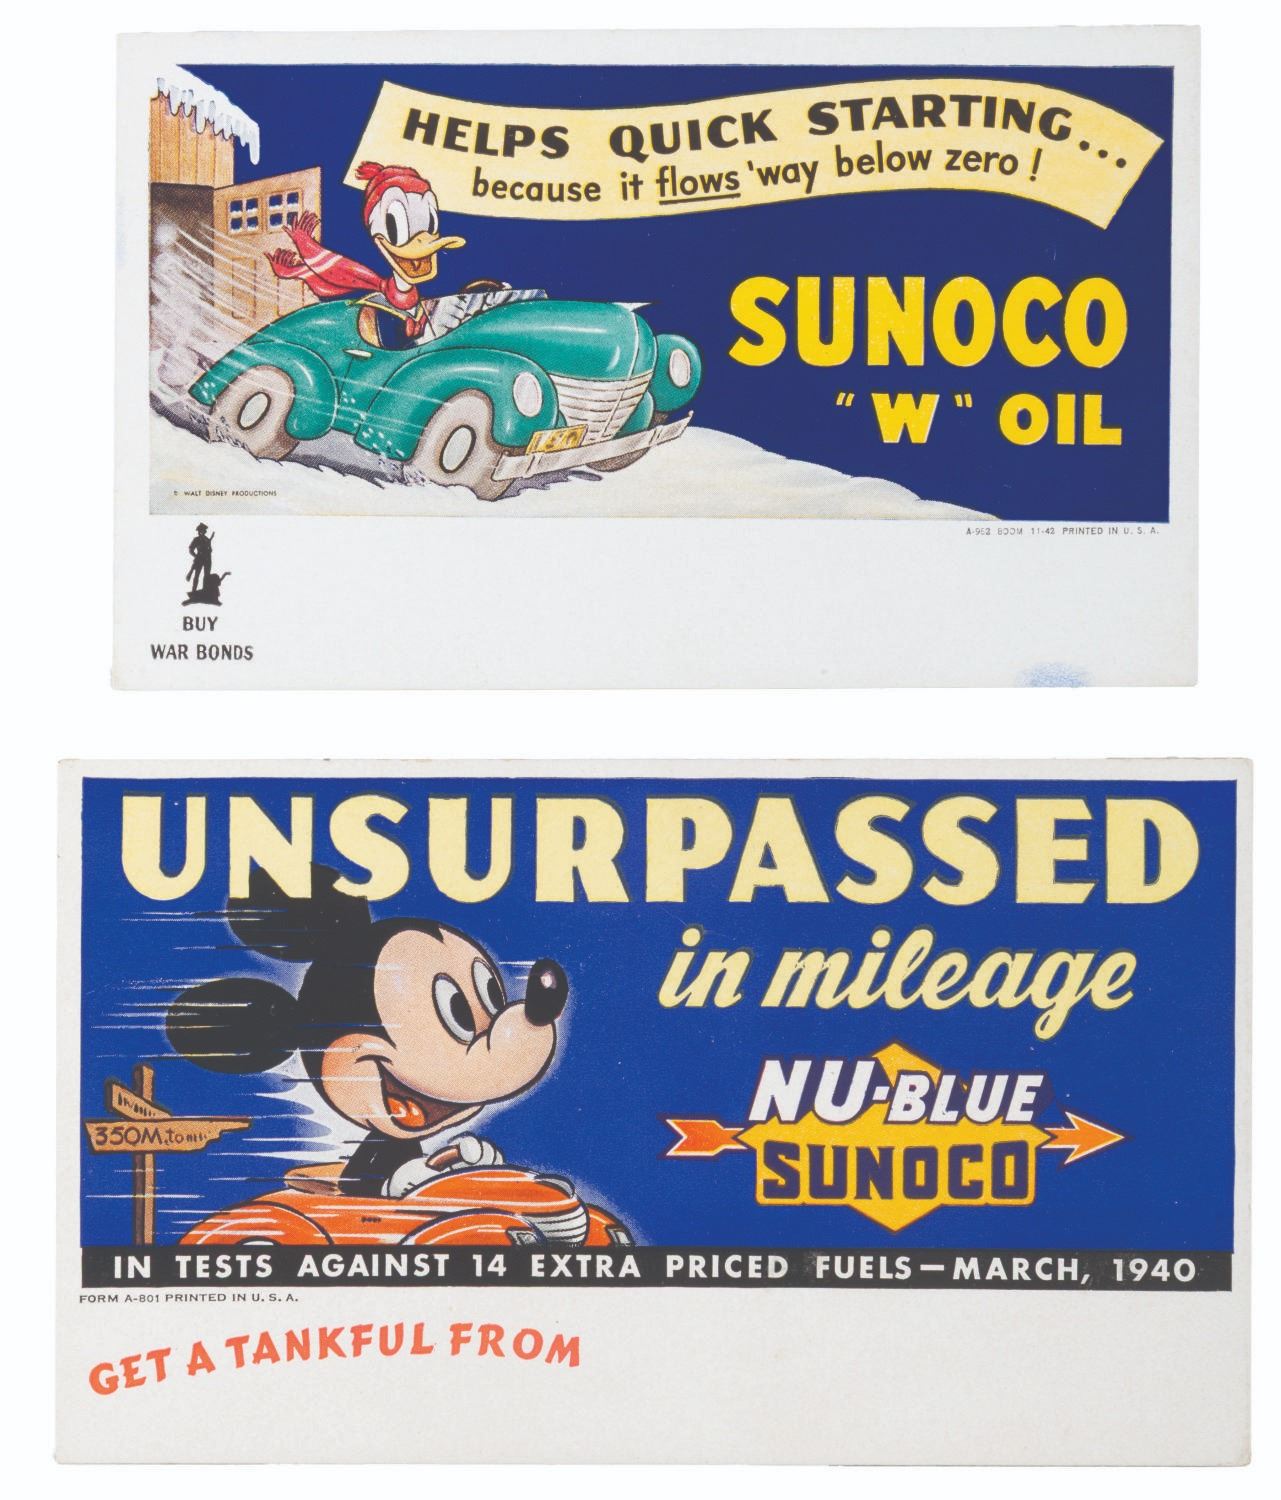 HELPS QUICK STARTING...
because it flows 'way below zero!
SUNOCO
"W" OIL
© WALT DISNEY PRODUCTIONS
A-952 800M 11-42 PRINTED IN U. S. A.
BUY
WAR BONDS
UNSURPASSED
in mileage
NU-BLUE
SUNOCO
350M.to
IN TESTS AGAINST 14 EXTRA PRICED FUELS—MARCH, 1940
FORM A-801 PRINTED IN U. S. A.
GET A TANKFUL FROM